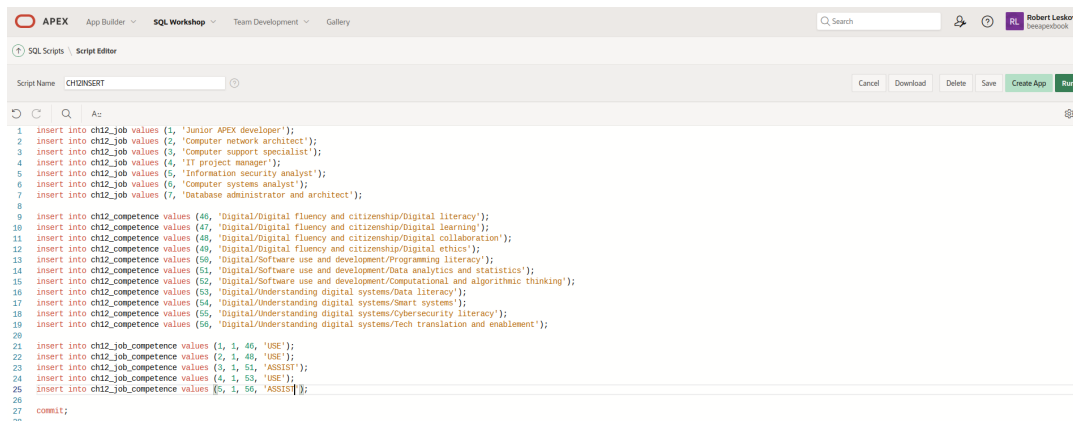 APEX App Builder SQL Workshop Team Development Gallery Search RL Robert Leskov
beeapexbook
SQL Scripts \ Script Editor
Script Name CH12INSERT Cancel Download Delete Save Create App Run
1 insert into ch12_job values (1, 'Junior APEX developer');
2 insert into ch12_job values (2, 'Computer network architect');
3 insert into ch12_job values (3, 'Computer support specialist');
4 insert into ch12_job values (4, 'IT project manager');
5 insert into ch12_job values (5, 'Information security analyst');
6 insert into ch12_job values (6, 'Computer systems analyst');
7 insert into ch12_job values (7, 'Database administrator and architect');
8
9 insert into ch12_competence values (46, 'Digital/Digital fluency and citizenship/Digital literacy');
10 insert into ch12_competence values (47, 'Digital/Digital fluency and citizenship/Digital learning');
11 insert into ch12_competence values (48, 'Digital/Digital fluency and citizenship/Digital collaboration');
12 insert into ch12_competence values (49, 'Digital/Digital fluency and citizenship/Digital ethics');
13 insert into ch12_competence values (50, 'Digital/Software use and development/Programming literacy');
14 insert into ch12_competence values (51, 'Digital/Software use and development/Data analytics and statistics');
15 insert into ch12_competence values (52, 'Digital/Software use and development/Computational and algorithmic thinking');
16 insert into ch12_competence values (53, 'Digital/Understanding digital systems/Data literacy');
17 insert into ch12_competence values (54, 'Digital/Understanding digital systems/Smart systems');
18 insert into ch12_competence values (55, 'Digital/Understanding digital systems/Cybersecurity literacy');
19 insert into ch12_competence values (56, 'Digital/Understanding digital systems/Tech translation and enablement');
20
21 insert into ch12_job_competence values (1, 1, 46, 'USE');
22 insert into ch12_job_competence values (2, 1, 48, 'USE');
23 insert into ch12_job_competence values (3, 1, 51, 'ASSIST');
24 insert into ch12_job_competence values (4, 1, 53, 'USE');
25 insert into ch12_job_competence values (5, 1, 56, 'ASSIST');
26
27 commit;